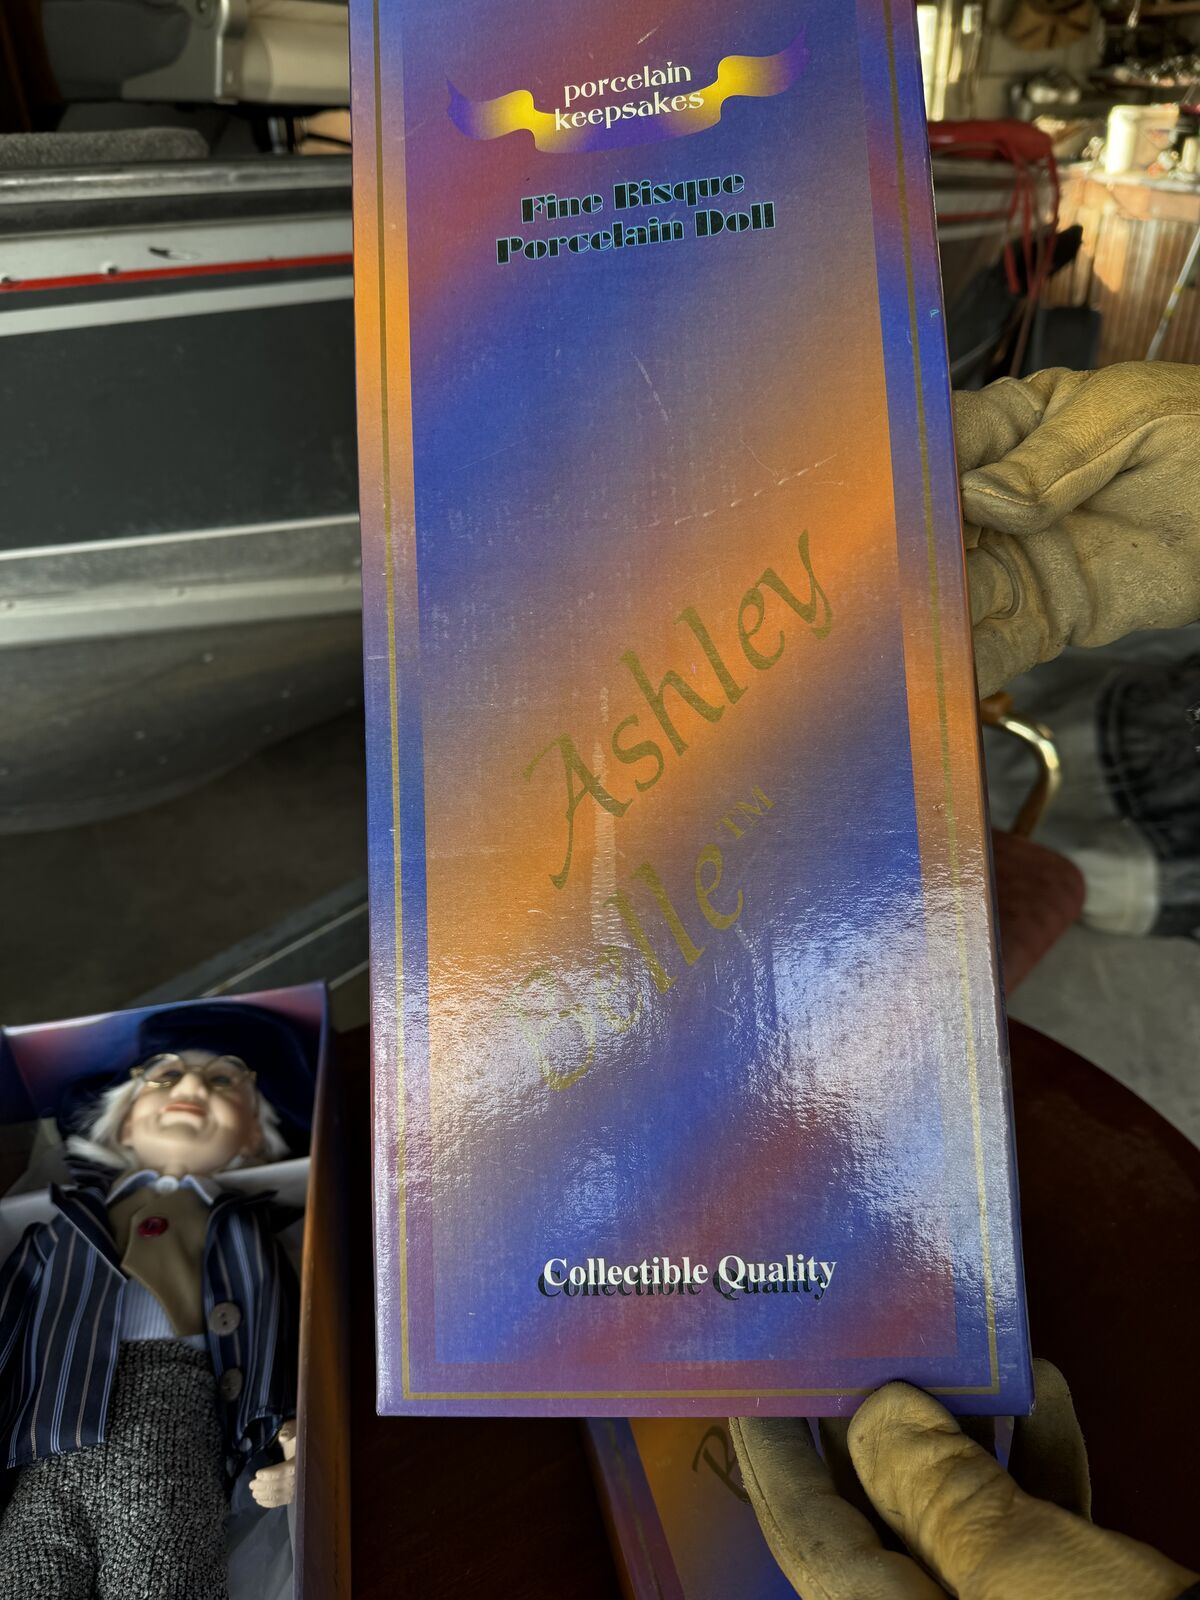 porcelain
keepsakes
Fine Bisque
Porcelain Doll
Ashley
Belle™
Collectible Quality